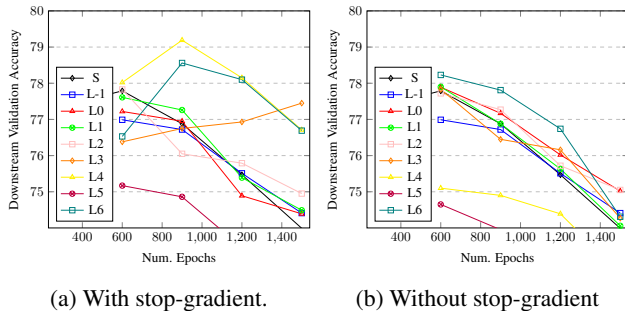 80
79
78
77
76
75
Downstream Validation Accuracy
S
L-1
L0
L1
L2
L3
L4
L5
L6
400 600 800 1,000 1,200 1,400
Num. Epochs
(a) With stop-gradient.
80
79
78
77
76
75
Downstream Validation Accuracy
S
L-1
L0
L1
L2
L3
L4
L5
L6
400 600 800 1,000 1,200 1,400
Num. Epochs
(b) Without stop-gradient